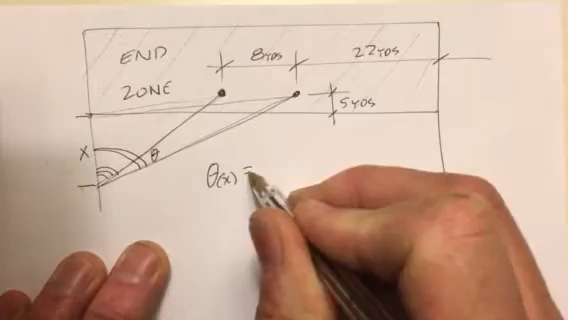 END
ZONE
8YDS
22YDS
5YDS
X
θ
θ(x) =